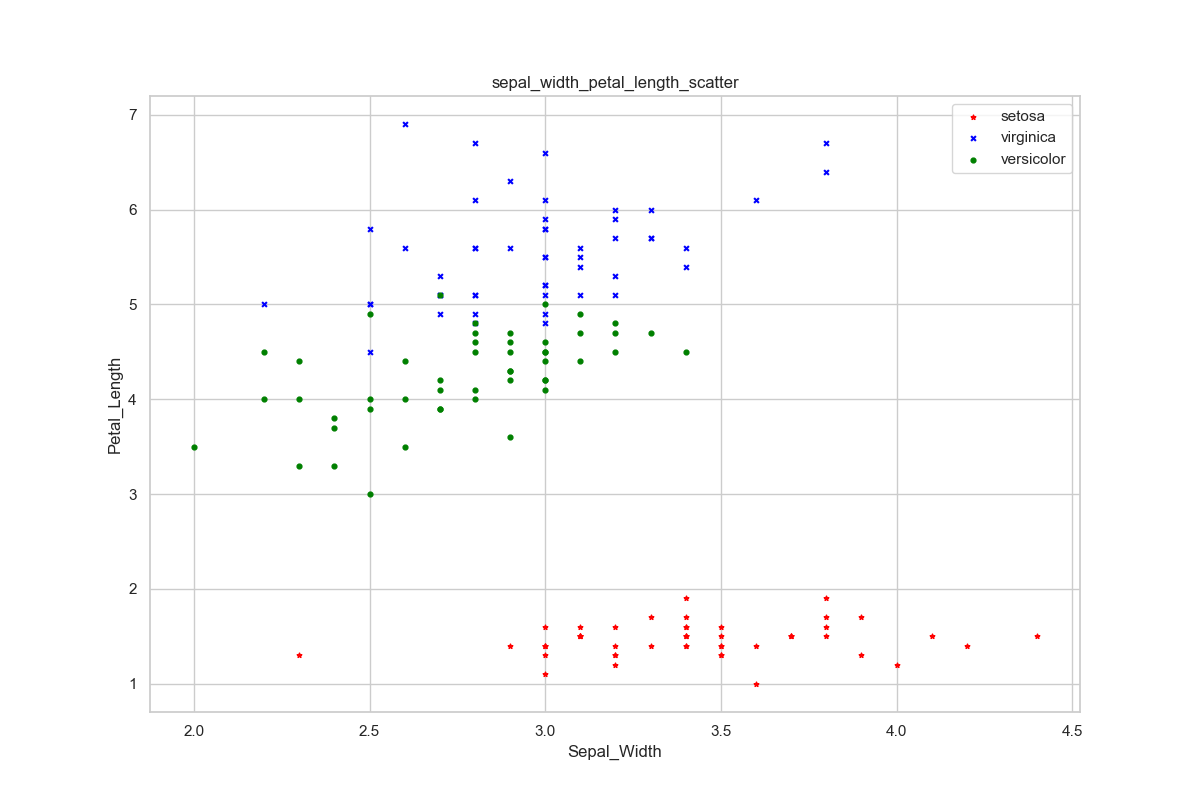 sepal_width_petal_length_scatter
setosa
virginica
versicolor
Petal_Length
7
6
5
4
3
2
1
2.0 2.5 3.0 3.5 4.0 4.5
Sepal_Width